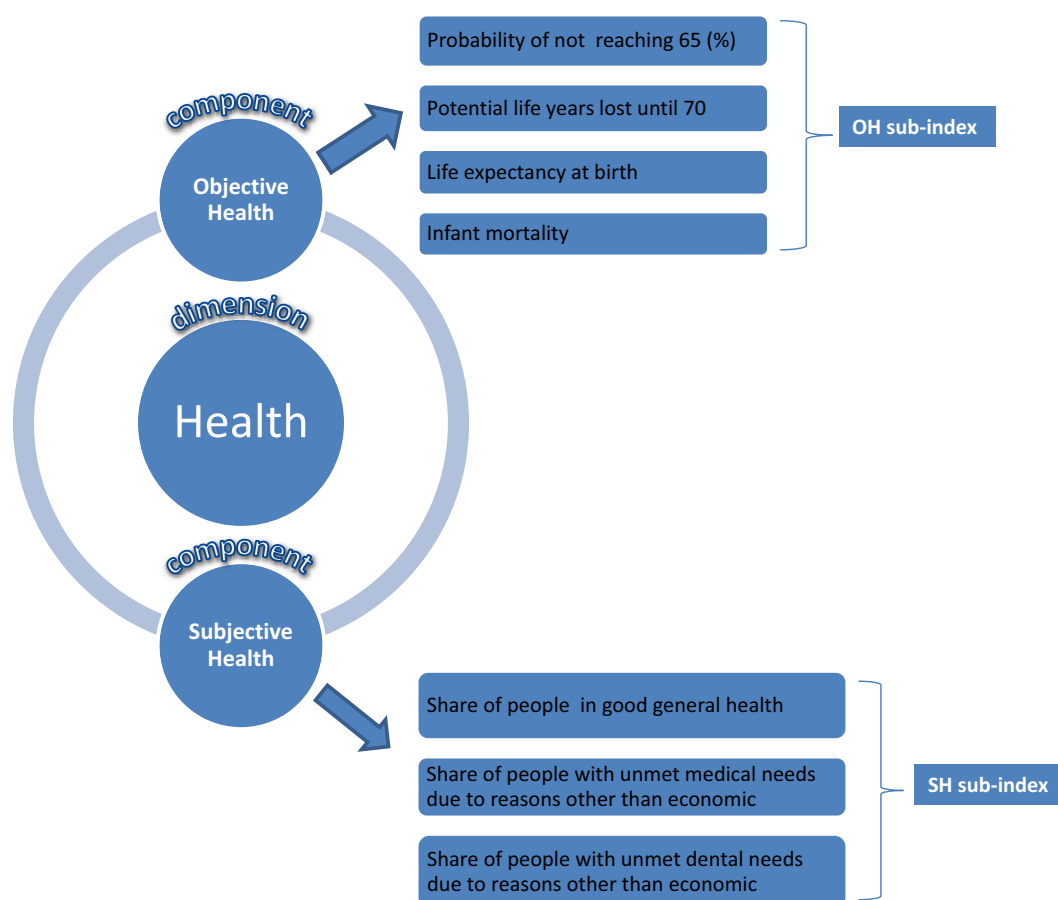 component
Objective
Health
Probability of not reaching 65 (%)
Potential life years lost until 70
Life expectancy at birth
Infant mortality
OH sub-index
dimension
Health
component
Subjective
Health
Share of people in good general health
Share of people with unmet medical needs
due to reasons other than economic
Share of people with unmet dental needs
due to reasons other than economic
SH sub-index